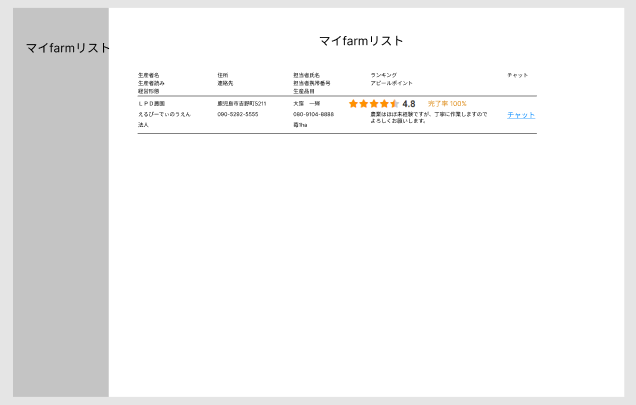 マイfarmリスト
マイfarmリスト
生産者名 住所 担当者氏名 ランキング チャット
生産者読み 連絡先 担当者携帯番号 アピールポイント
経営形態 生産品目
ＬＰＤ農園 鹿児島市吉野町5211 大窪 一輝 4.8 完了率 100%
えるぴーでぃのうえん 090-5282-5555 080-9104-8888 農業はほぼ未経験ですが、丁寧に作業しますので
よろしくお願いします。 チャット
法人 苺1ha